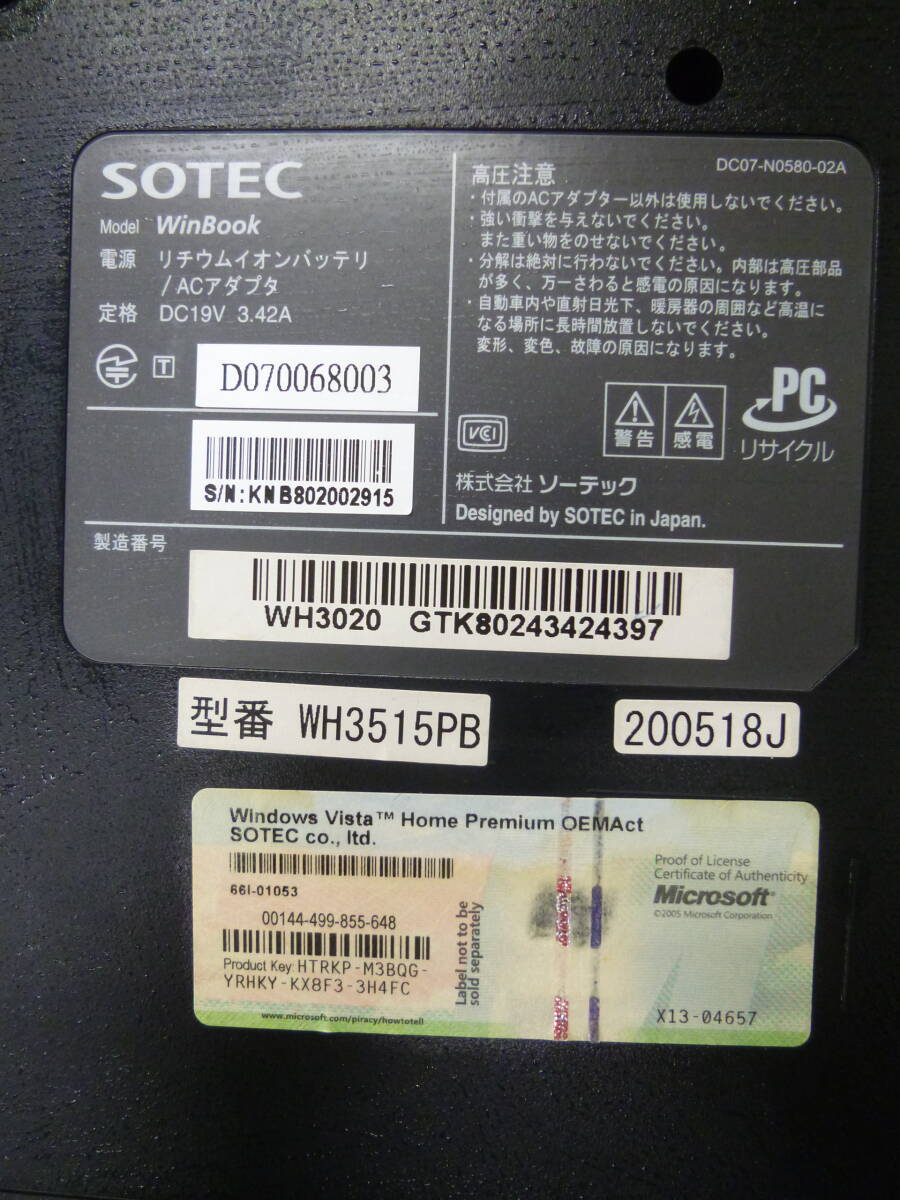 SOTEC
Model WinBook
電源 リチウムイオンバッテリ
/ACアダプタ
定格 DC19V 3.42A
T
D070068003
S/N:KNB802002915
DC07-N0580-02A
高圧注意
・付属のACアダプター以外は使用しないでください。
・強い衝撃を与えないでください。
また重い物をのせないでください。
・分解は絶対に行わないでください。内部は高圧部品
が多く、万一さわると感電の原因になります。
・自動車内や直射日光下、暖房器の周囲など高温に
なる場所に長時間放置しないでください。
変形、変色、故障の原因になります。
VCI
警告
感電
PC
リサイクル
株式会社 ソーテック
Designed by SOTEC in Japan.
製造番号
WH3020 GTK80243424397
型番 WH3515PB
200518J
Windows Vista™ Home Premium OEMAct
SOTEC co., ltd.
66I-01053
00144-499-855-648
Product Key: HTRKP-M3BQG-
YRHKY-KX8F3-3H4FC
www.microsoft.com/piracy/howtotell
Label not to be
sold separately
Proof of License
Certificate of Authenticity
Microsoft®
©2005 Microsoft Corporation
X13-04657